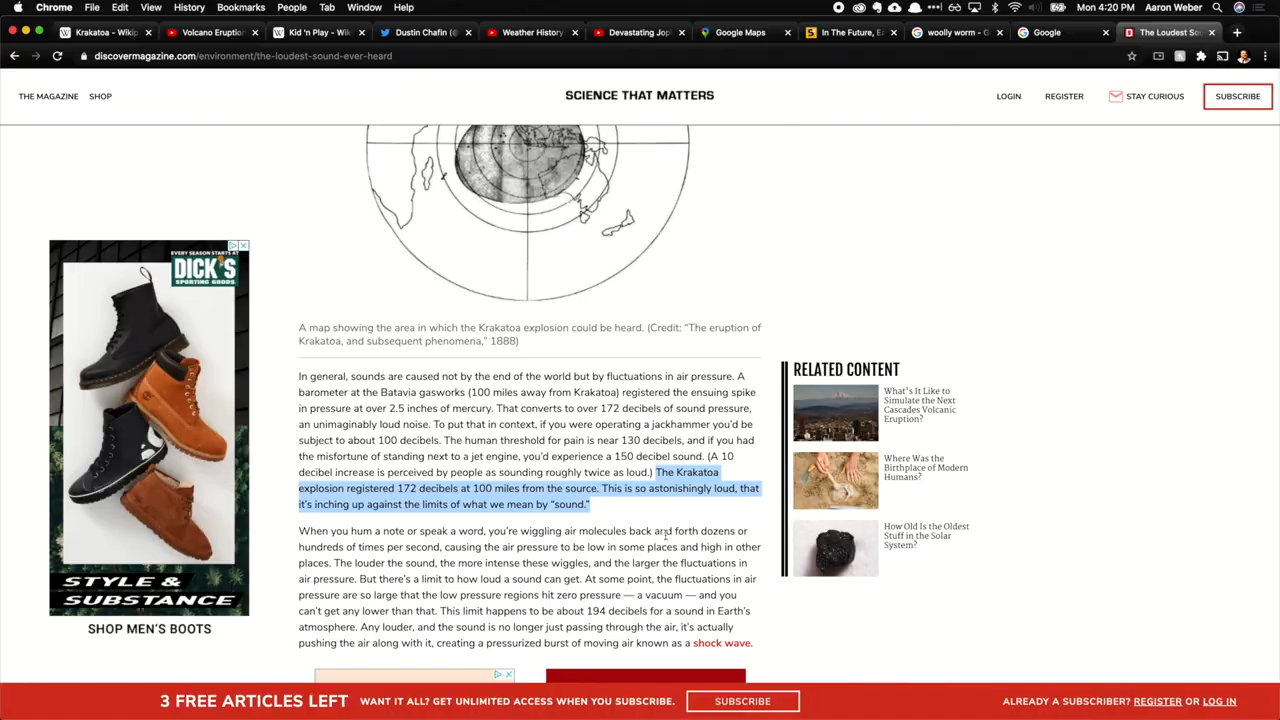 Chrome File Edit View History Bookmarks People Tab Window Help Mon 4:20 PM Aaron Weber
Krakatoa - Wikip Volcano Eruption Kid 'n Play - Wiki Dustin Chafin (@ Weather History Devastating Jopl Google Maps In The Future, Ea woolly worm - G Google The Loudest So
discovermagazine.com/environment/the-loudest-sound-ever-heard
THE MAGAZINE SHOP SCIENCE THAT MATTERS LOGIN REGISTER STAY CURIOUS SUBSCRIBE
EVERY SEASON STARTS AT
DICK'S
SPORTING GOODS
STYLE &
SUBSTANCE
SHOP MEN'S BOOTS
A map showing the area in which the Krakatoa explosion could be heard. (Credit: “The eruption of
Krakatoa, and subsequent phenomena,” 1888)
In general, sounds are caused not by the end of the world but by fluctuations in air pressure. A
barometer at the Batavia gasworks (100 miles away from Krakatoa) registered the ensuing spike
in pressure at over 2.5 inches of mercury. That converts to over 172 decibels of sound pressure,
an unimaginably loud noise. To put that in context, if you were operating a jackhammer you’d be
subject to about 100 decibels. The human threshold for pain is near 130 decibels, and if you had
the misfortune of standing next to a jet engine, you’d experience a 150 decibel sound. (A 10
decibel increase is perceived by people as sounding roughly twice as loud.) The Krakatoa
explosion registered 172 decibels at 100 miles from the source. This is so astonishingly loud, that
it’s inching up against the limits of what we mean by “sound.”
When you hum a note or speak a word, you’re wiggling air molecules back and forth dozens or
hundreds of times per second, causing the air pressure to be low in some places and high in other
places. The louder the sound, the more intense these wiggles, and the larger the fluctuations in
air pressure. But there’s a limit to how loud a sound can get. At some point, the fluctuations in air
pressure are so large that the low pressure regions hit zero pressure — a vacuum — and you
can’t get any lower than that. This limit happens to be about 194 decibels for a sound in Earth’s
atmosphere. Any louder, and the sound is no longer just passing through the air, it’s actually
pushing the air along with it, creating a pressurized burst of moving air known as a shock wave.
RELATED CONTENT
What's It Like to
Simulate the Next
Cascades Volcanic
Eruption?
Where Was the
Birthplace of Modern
Humans?
How Old Is the Oldest
Stuff in the Solar
System?
3 FREE ARTICLES LEFT WANT IT ALL? GET UNLIMITED ACCESS WHEN YOU SUBSCRIBE. SUBSCRIBE ALREADY A SUBSCRIBER? REGISTER OR LOG IN